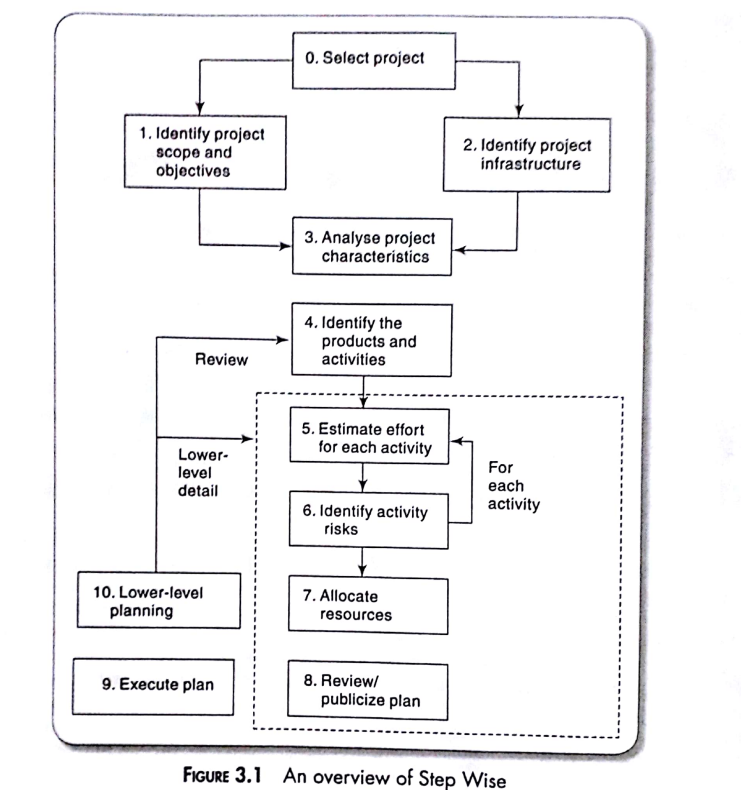 0. Select project
1. Identify project
scope and
objectives
2. Identify project
infrastructure
3. Analyse project
characteristics
4. Identify the
products and
activities
Review
5. Estimate effort
for each activity
Lower-
level
detail
For
each
activity
6. Identify activity
risks
10. Lower-level
planning
7. Allocate
resources
9. Execute plan
8. Review/
publicize plan
FIGURE 3.1 An overview of Step Wise